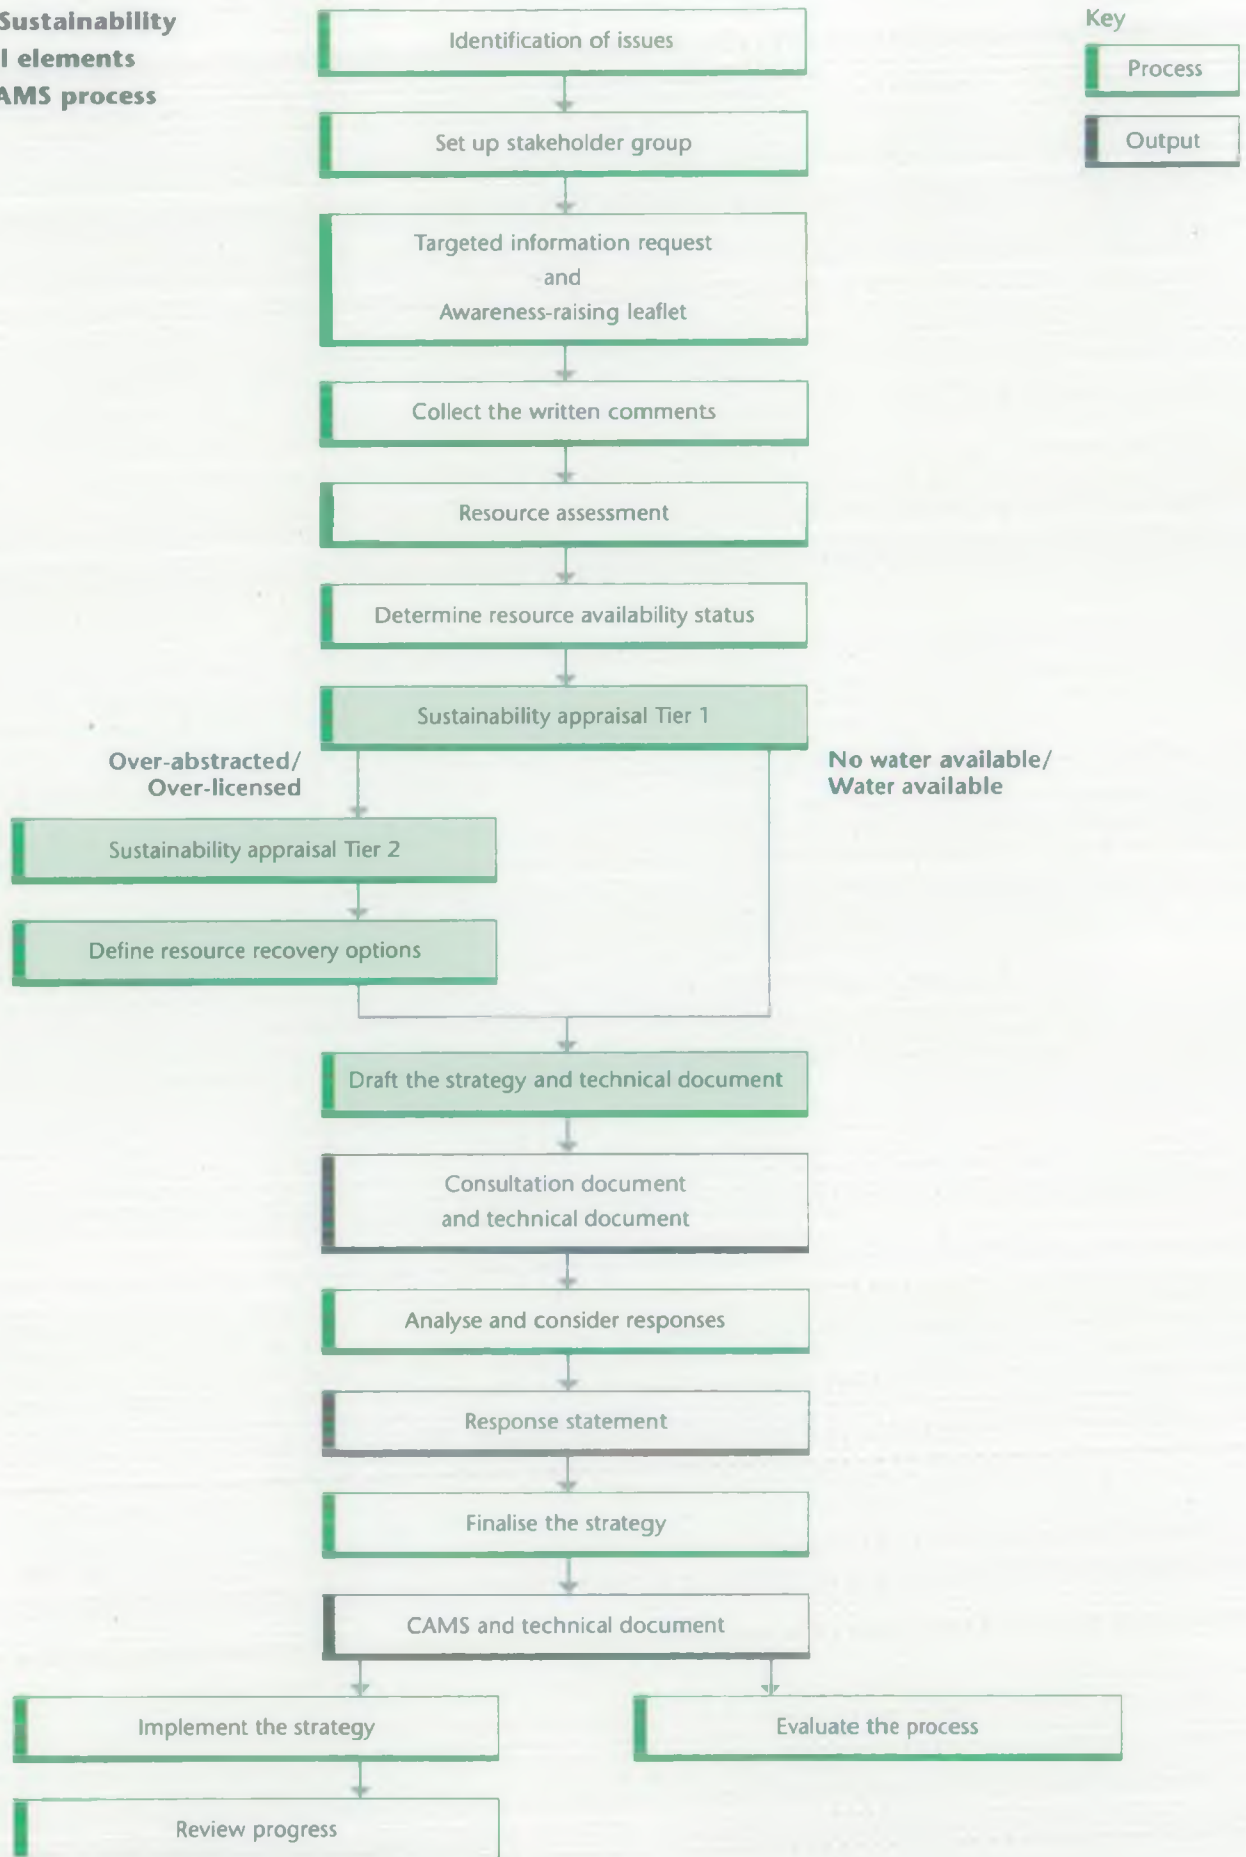 Sustainability
l elements
AMS process
Key
Process
Output
Identification of issues
Set up stakeholder group
Targeted information request
and
Awareness-raising leaflet
Collect the written comments
Resource assessment
Determine resource availability status
Sustainability appraisal Tier 1
Over-abstracted/
Over-licensed
No water available/
Water available
Sustainability appraisal Tier 2
Define resource recovery options
Draft the strategy and technical document
Consultation document
and technical document
Analyse and consider responses
Response statement
Finalise the strategy
CAMS and technical document
Implement the strategy
Evaluate the process
Review progress